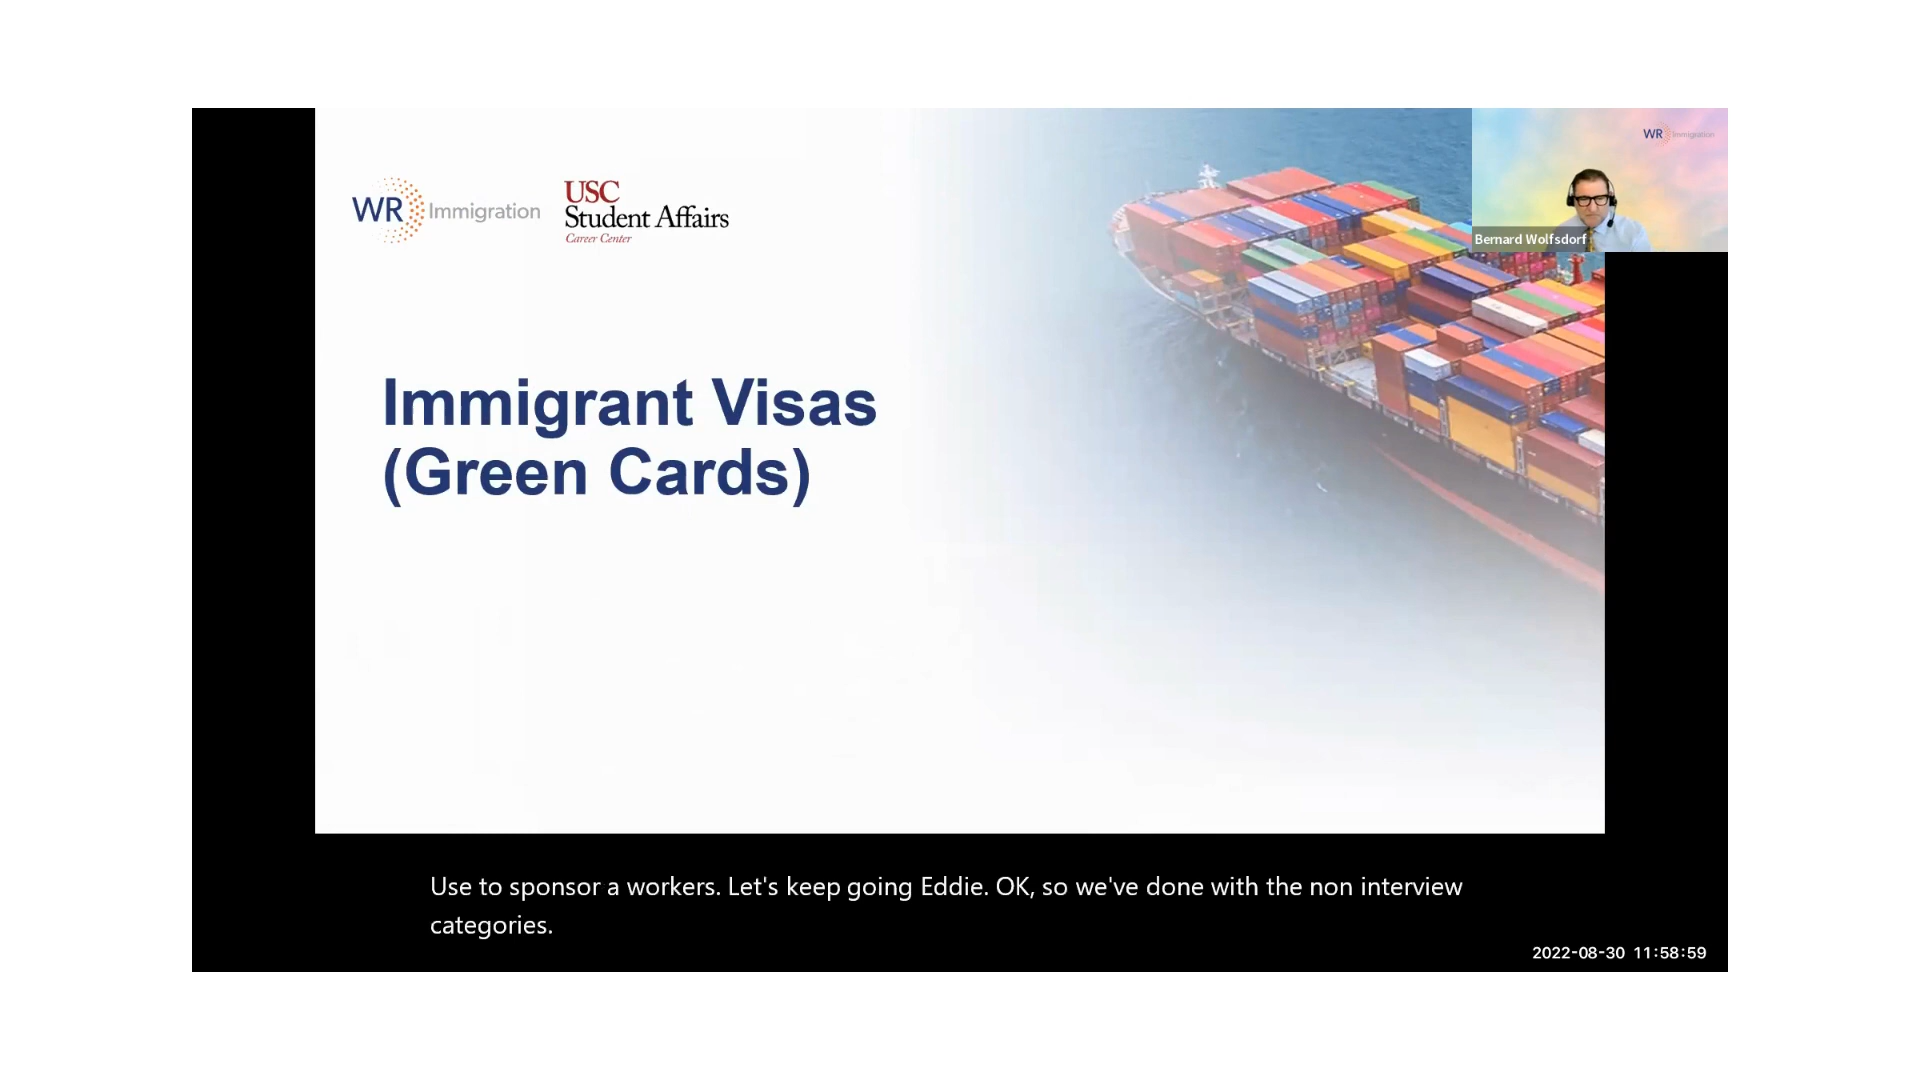 WR Immigration
USC
Student Affairs
Career Center
WR Immigration
Bernard Wolfsdorf
Immigrant Visas
(Green Cards)
Use to sponsor a workers. Let's keep going Eddie. OK, so we've done with the non interview
categories.
2022-08-30 11:58:59